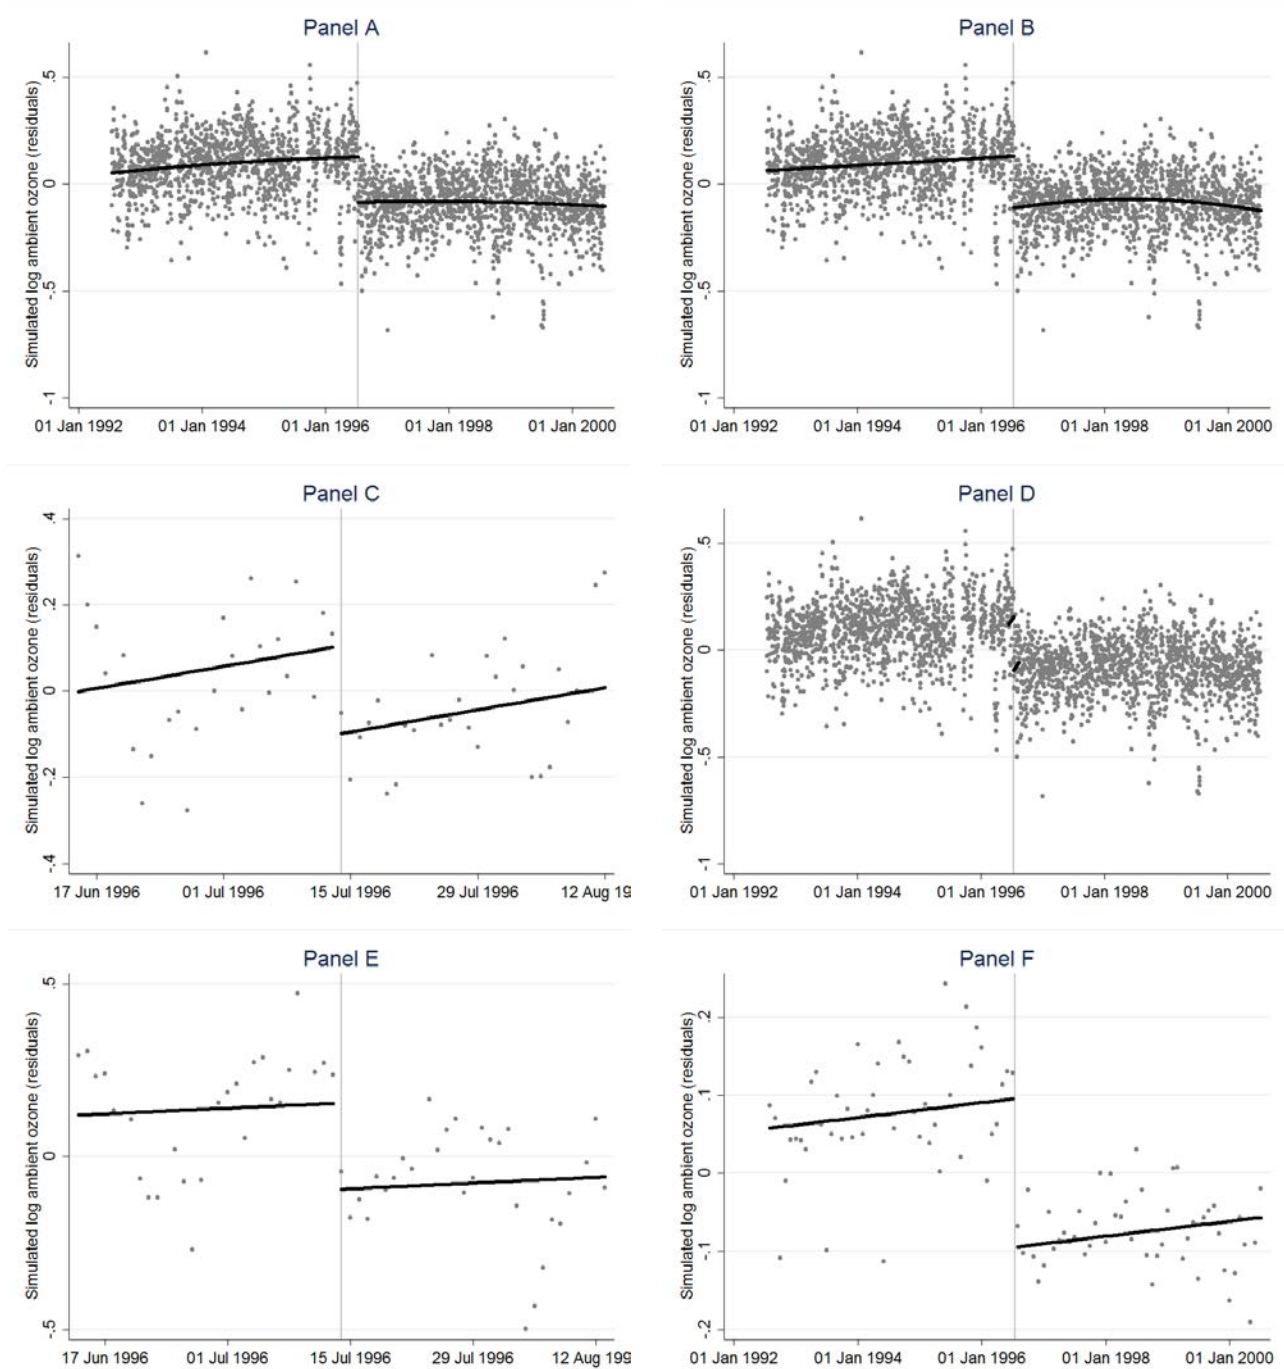 Panel A
Simulated log ambient ozone (residuals)
.5
0
-.5
-1
01 Jan 1992 01 Jan 1994 01 Jan 1996 01 Jan 1998 01 Jan 2000
Panel B
Simulated log ambient ozone (residuals)
.5
0
-.5
-1
01 Jan 1992 01 Jan 1994 01 Jan 1996 01 Jan 1998 01 Jan 2000
Panel C
Simulated log ambient ozone (residuals)
.4
.2
0
-.2
-.4
17 Jun 1996 01 Jul 1996 15 Jul 1996 29 Jul 1996 12 Aug 19
Panel D
Simulated log ambient ozone (residuals)
.5
0
-.5
-1
01 Jan 1992 01 Jan 1994 01 Jan 1996 01 Jan 1998 01 Jan 2000
Panel E
Simulated log ambient ozone (residuals)
.5
0
-.5
17 Jun 1996 01 Jul 1996 15 Jul 1996 29 Jul 1996 12 Aug 199
Panel F
Simulated log ambient ozone (residuals)
.2
.1
0
-.1
-.2
01 Jan 1992 01 Jan 1994 01 Jan 1996 01 Jan 1998 01 Jan 2000